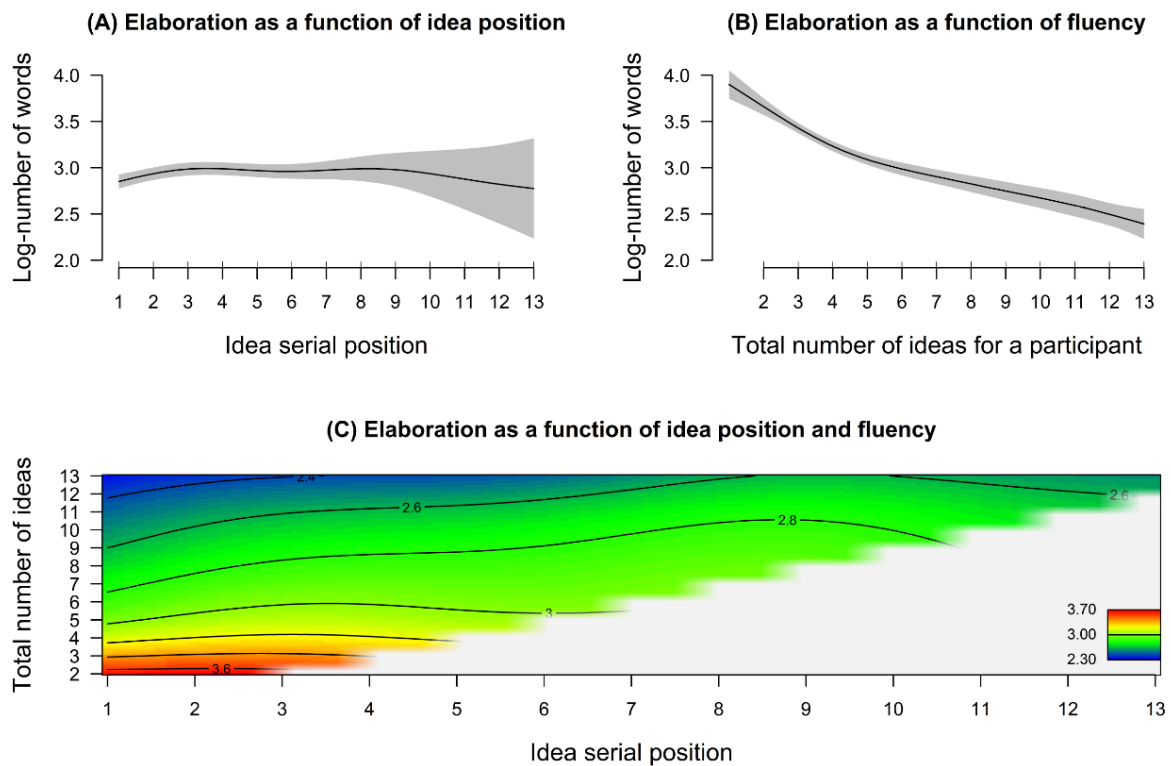 (A) Elaboration as a function of idea position
Log-number of words
4.0
3.5
3.0
2.5
2.0
1 2 3 4 5 6 7 8 9 10 11 12 13
Idea serial position
(B) Elaboration as a function of fluency
Log-number of words
4.0
3.5
3.0
2.5
2.0
2 3 4 5 6 7 8 9 10 11 12 13
Total number of ideas for a participant
(C) Elaboration as a function of idea position and fluency
Total number of ideas
13
12
11
10
9
8
7
6
5
4
3
2
2.4
2.6
2.6
2.8
3
3.6
3.70
3.00
2.30
1 2 3 4 5 6 7 8 9 10 11 12 13
Idea serial position